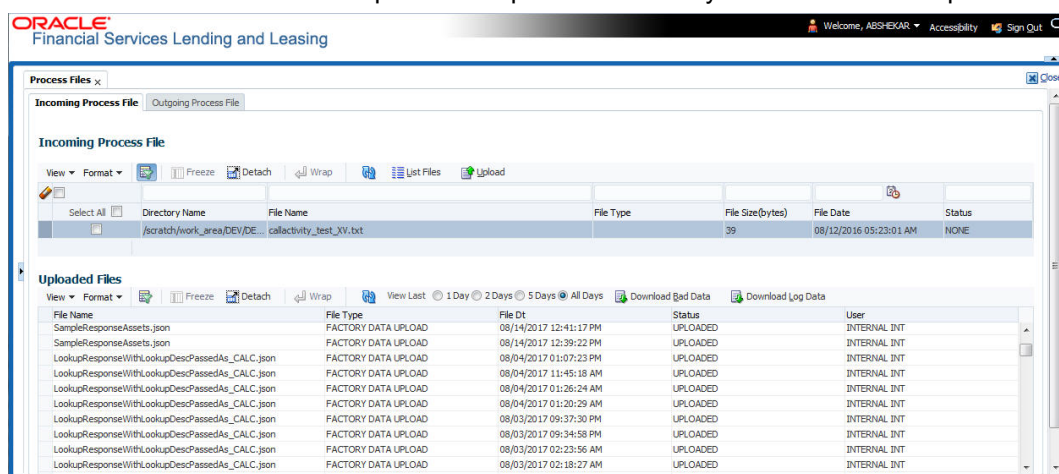 ORACLE
Financial Services Lending and Leasing
Welcome, ABSHEKAR Accessibility Sign Out
Process Files x
Close
Incoming Process File Outgoing Process File
Incoming Process File
View Format Freeze Detach Wrap List Files Upload
Select All Directory Name File Name File Type File Size(bytes) File Date Status
/scratch/work_area/DEV/DE... callactivity_test_XV.txt 39 08/12/2016 05:23:01 AM NONE
Uploaded Files
View Format Freeze Detach Wrap View Last 1 Day 2 Days 5 Days All Days Download Bad Data Download Log Data
File Name File Type File Dt Status User
SampleResponseAssets.json FACTORY DATA UPLOAD 08/14/2017 12:41:17 PM UPLOADED INTERNAL INT
SampleResponseAssets.json FACTORY DATA UPLOAD 08/14/2017 12:39:22 PM UPLOADED INTERNAL INT
LookupResponseWithLookupDescPassedAs_CALC.json FACTORY DATA UPLOAD 08/04/2017 01:07:23 PM UPLOADED INTERNAL INT
LookupResponseWithLookupDescPassedAs_CALC.json FACTORY DATA UPLOAD 08/04/2017 11:45:18 AM UPLOADED INTERNAL INT
LookupResponseWithLookupDescPassedAs_CALC.json FACTORY DATA UPLOAD 08/04/2017 01:26:24 AM UPLOADED INTERNAL INT
LookupResponseWithLookupDescPassedAs_CALC.json FACTORY DATA UPLOAD 08/04/2017 01:20:29 AM UPLOADED INTERNAL INT
LookupResponseWithLookupDescPassedAs_CALC.json FACTORY DATA UPLOAD 08/03/2017 09:37:30 PM UPLOADED INTERNAL INT
LookupResponseWithLookupDescPassedAs_CALC.json FACTORY DATA UPLOAD 08/03/2017 09:34:58 PM UPLOADED INTERNAL INT
LookupResponseWithLookupDescPassedAs_CALC.json FACTORY DATA UPLOAD 08/03/2017 02:23:56 AM UPLOADED INTERNAL INT
LookupResponseWithLookupDescPassedAs_CALC.json FACTORY DATA UPLOAD 08/03/2017 02:18:27 AM UPLOADED INTERNAL INT